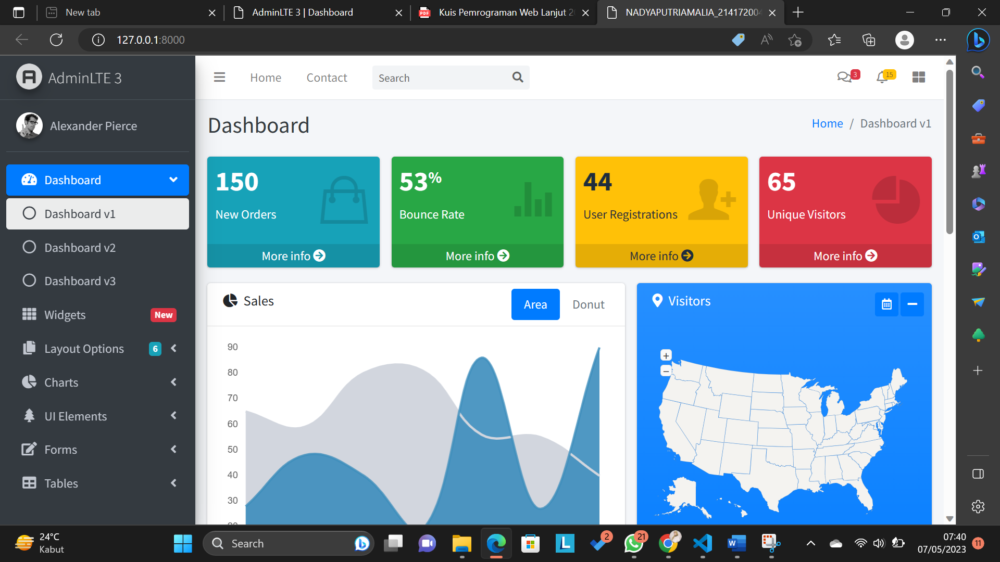 New tab
AdminLTE 3 | Dashboard
Kuis Pemrograman Web Lanjut 2
NADYAPUTRIAMALIA_214172004
127.0.0.1:8000
AdminLTE 3
Home
Contact
Search
3
15
Alexander Pierce
Dashboard
Home / Dashboard v1
Dashboard
Dashboard v1
Dashboard v2
Dashboard v3
Widgets
New
Layout Options
6
Charts
UI Elements
Forms
Tables
150
New Orders
More info
53%
Bounce Rate
More info
44
User Registrations
More info
65
Unique Visitors
More info
Sales
Area
Donut
90
80
70
60
50
40
30
Visitors
+
−
24°C
Kabut
Search
2
21
07:40
07/05/2023
11